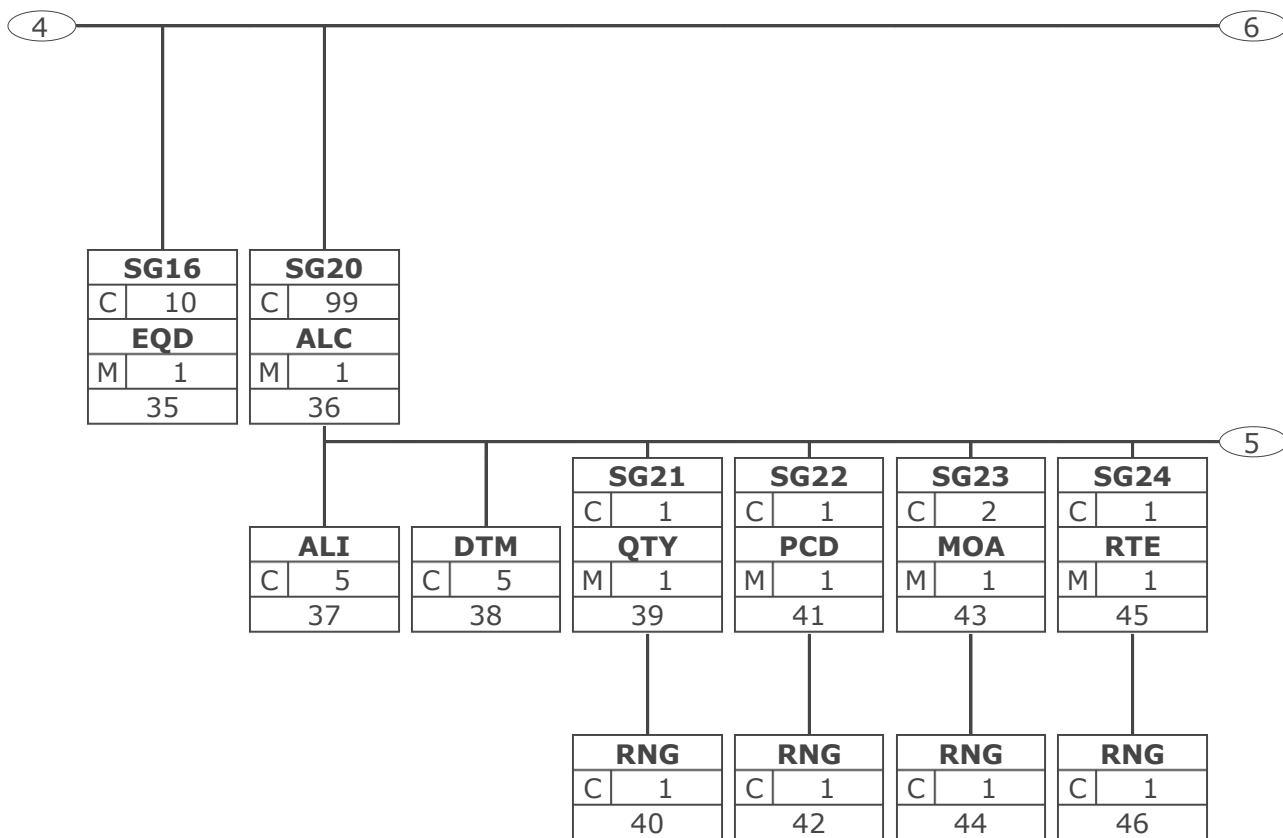 4
6
SG16
C 10
EQD
M 1
35
SG20
C 99
ALC
M 1
36
5
ALI
C 5
37
DTM
C 5
38
SG21
C 1
QTY
M 1
39
SG22
C 1
PCD
M 1
41
SG23
C 2
MOA
M 1
43
SG24
C 1
RTE
M 1
45
RNG
C 1
40
RNG
C 1
42
RNG
C 1
44
RNG
C 1
46